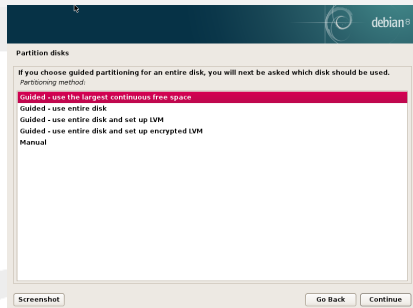 debian
Partition disks
If you choose guided partitioning for an entire disk, you will next be asked which disk should be used.
Partitioning method:
Guided - use the largest continuous free space
Guided - use entire disk
Guided - use entire disk and set up LVM
Guided - use entire disk and set up encrypted LVM
Manual
Screenshot
Go Back
Continue